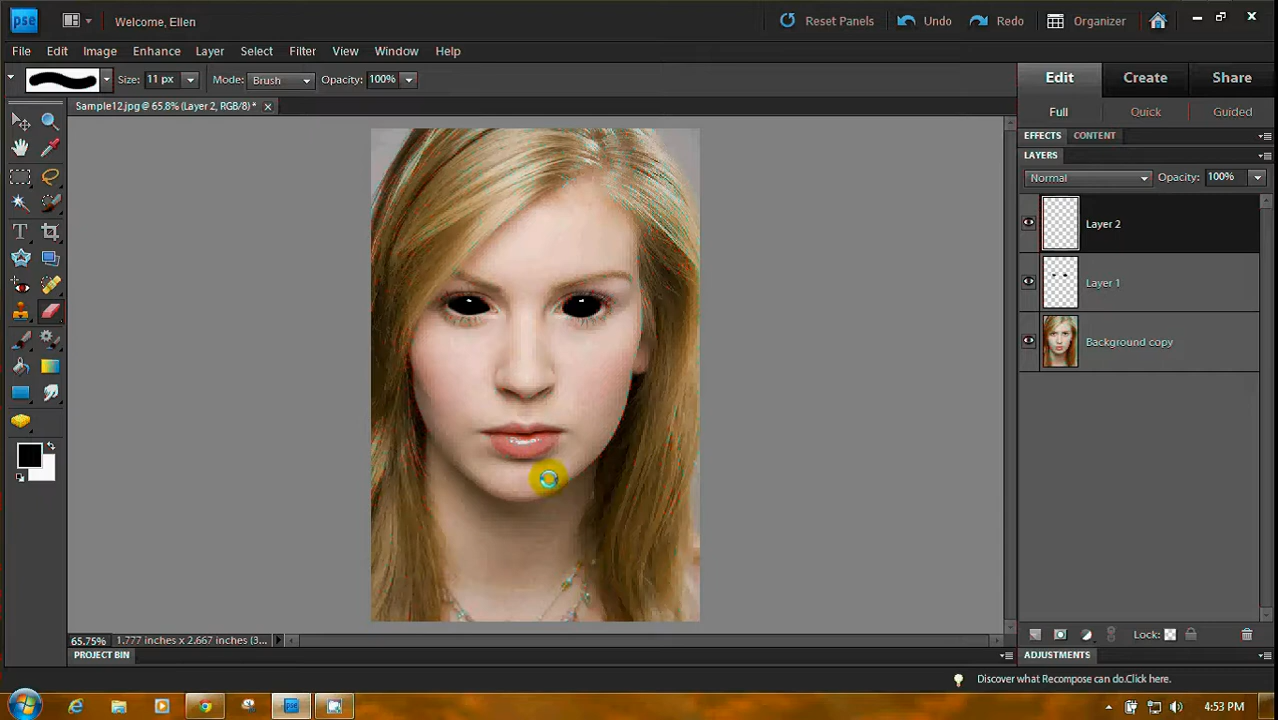 pse Welcome, Ellen Reset Panels Undo Redo Organizer
File Edit Image Enhance Layer Select Filter View Window Help
Size: 11 px Mode: Brush Opacity: 100%
Edit Create Share
Sample12.jpg @ 65.8% (Layer 2, RGB/8) *
Full Quick Guided
EFFECTS CONTENT
LAYERS
Normal Opacity: 100%
Layer 2
Layer 1
Background copy
T
65.75% 1.777 inches x 2.667 inches (3...
Lock:
PROJECT BIN
ADJUSTMENTS
Discover what Recompose can do.Click here.
4:53 PM